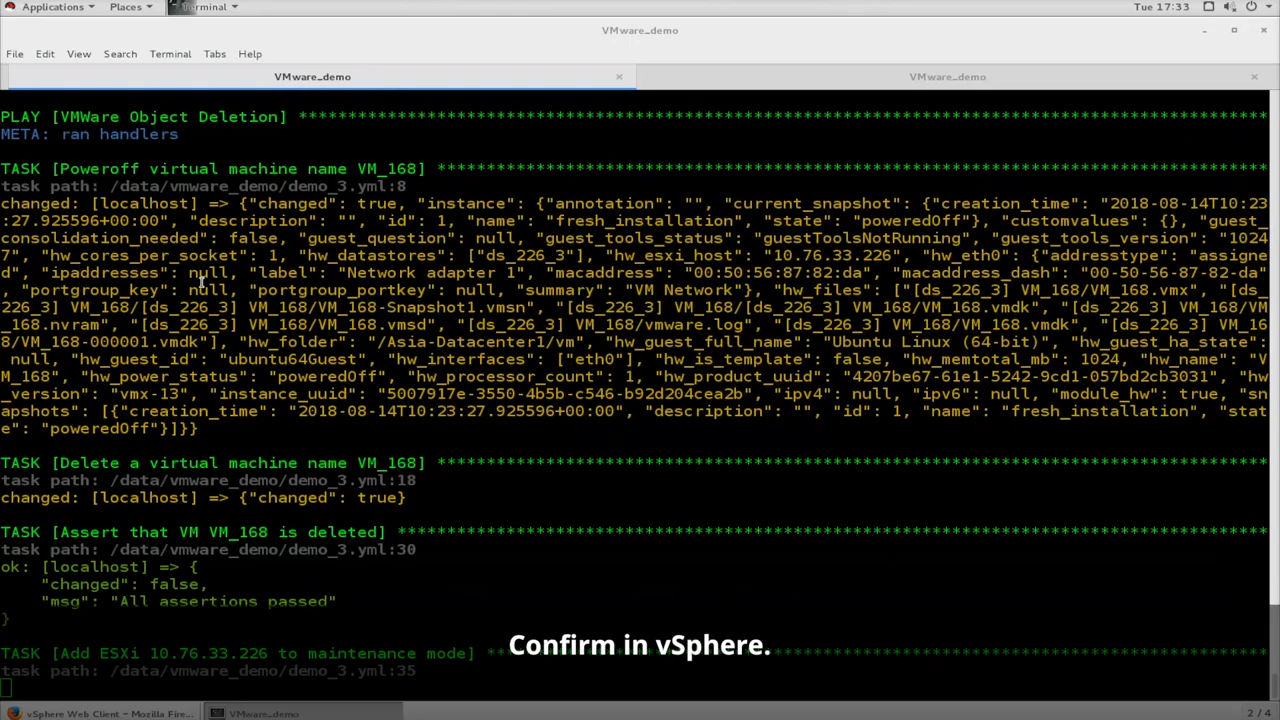 Applications Places Terminal Tue 17:33
VMware_demo
File Edit View Search Terminal Tabs Help
VMware_demo × VMware_demo ×
PLAY [VMWare Object Deletion] *********************************************************************************************
META: ran handlers
TASK [Poweroff virtual machine name VM_168] ********************************************************************************
task path: /data/vmware_demo/demo_3.yml:8
changed: [localhost] => {"changed": true, "instance": {"annotation": "", "current_snapshot": {"creation_time": "2018-08-14T10:23
:27.925596+00:00", "description": "", "id": 1, "name": "fresh_installation", "state": "poweredOff"}, "customvalues": {}, "guest_
consolidation_needed": false, "guest_question": null, "guest_tools_status": "guestToolsNotRunning", "guest_tools_version": "1024
7", "hw_cores_per_socket": 1, "hw_datastores": ["ds_226_3"], "hw_esxi_host": "10.76.33.226", "hw_eth0": {"addresstype": "assigne
d", "ipaddresses": null, "label": "Network adapter 1", "macaddress": "00:50:56:87:82:da", "macaddress_dash": "00-50-56-87-82-da"
, "portgroup_key": null, "portgroup_portkey": null, "summary": "VM Network"}, "hw_files": ["[ds_226_3] VM_168/VM_168.vmx", "[ds_
226_3] VM_168/[ds_226_3] VM_168/VM_168-Snapshot1.vmsn", "[ds_226_3] VM_168/[ds_226_3] VM_168/VM_168.vmdk", "[ds_226_3] VM_168/VM
_168.nvram", "[ds_226_3] VM_168/VM_168.vmsd", "[ds_226_3] VM_168/vmware.log", "[ds_226_3] VM_168/VM_168.vmdk", "[ds_226_3] VM_16
8/VM_168-000001.vmdk"], "hw_folder": "/Asia-Datacenter1/vm", "hw_guest_full_name": "Ubuntu Linux (64-bit)", "hw_guest_ha_state":
 null, "hw_guest_id": "ubuntu64Guest", "hw_interfaces": ["eth0"], "hw_is_template": false, "hw_memtotal_mb": 1024, "hw_name": "V
M_168", "hw_power_status": "poweredOff", "hw_processor_count": 1, "hw_product_uuid": "4207be67-61e1-5242-9cd1-057bd2cb3031", "hw
_version": "vmx-13", "instance_uuid": "5007917e-3550-4b5b-c546-b92d204cea2b", "ipv4": null, "ipv6": null, "module_hw": true, "sn
apshots": [{"creation_time": "2018-08-14T10:23:27.925596+00:00", "description": "", "id": 1, "name": "fresh_installation", "stat
e": "poweredOff"}]}}
TASK [Delete a virtual machine name VM_168] ********************************************************************************
task path: /data/vmware_demo/demo_3.yml:18
changed: [localhost] => {"changed": true}
TASK [Assert that VM VM_168 is deleted] ************************************************************************************
task path: /data/vmware_demo/demo_3.yml:30
ok: [localhost] => {
"changed": false,
"msg": "All assertions passed"
}
Confirm in vSphere.
TASK [Add ESXi 10.76.33.226 to maintenance mode] ***************************************************************************
task path: /data/vmware_demo/demo_3.yml:35
vSphere Web Client - Mozilla Fire... VMware_demo 2 / 4